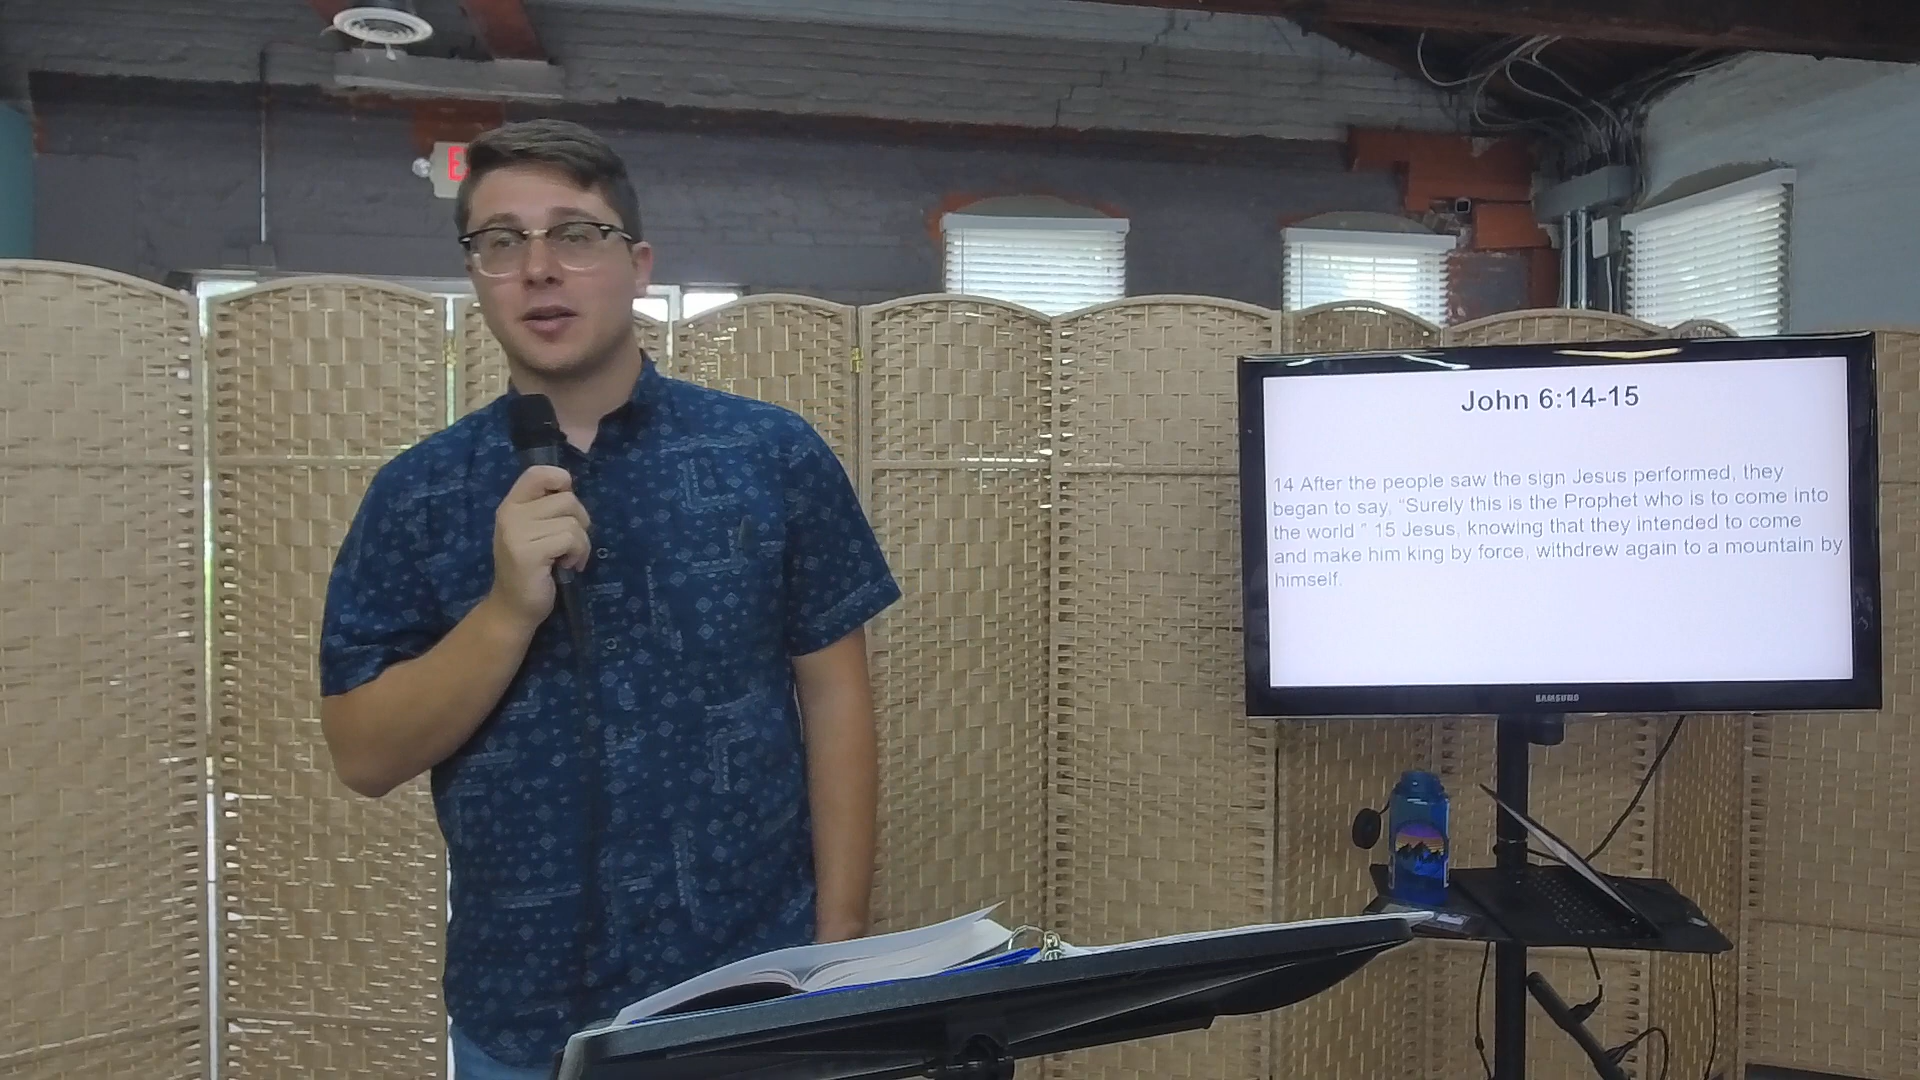 E
John 6:14-15
14 After the people saw the sign Jesus performed, they
began to say, “Surely this is the Prophet who is to come into
the world ” 15 Jesus, knowing that they intended to come
and make him king by force, withdrew again to a mountain by
himself.
SAMSUNG